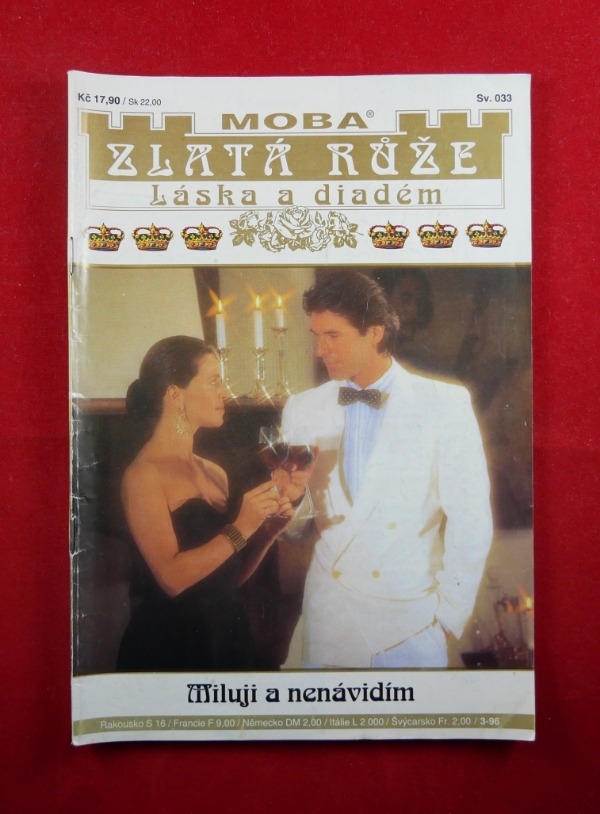 Kč 17,90 / Sk 22,00
Sv. 033
MOBA®
ZLATÁ RŮŽE
Láska a diadém
Miluji a nenávidím
Rakousko S 16 / Francie F 9,00 / Německo DM 2,00 / Itálie L 2 000 / Švýcarsko Fr. 2,00 / 3-96